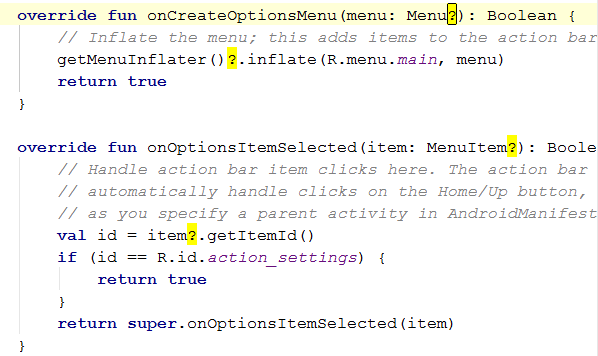 override fun onCreateOptionsMenu(menu: Menu?): Boolean {
// Inflate the menu; this adds items to the action bar
getMenuInflater()?.inflate(R.menu.main, menu)
return true
}
override fun onOptionsItemSelected(item: MenuItem?): Boole
// Handle action bar item clicks here. The action bar
// automatically handle clicks on the Home/Up button,
// as you specify a parent activity in AndroidManifest
val id = item?.getItemId()
if (id == R.id.action_settings) {
return true
}
return super.onOptionsItemSelected(item)
}